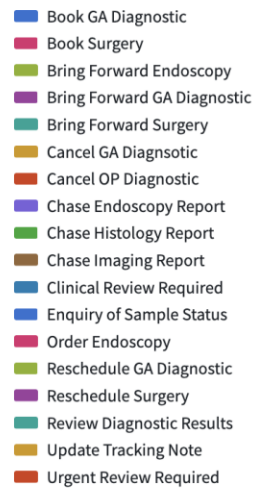 Book GA Diagnostic
Book Surgery
Bring Forward Endoscopy
Bring Forward GA Diagnostic
Bring Forward Surgery
Cancel GA Diagnsotic
Cancel OP Diagnostic
Chase Endoscopy Report
Chase Histology Report
Chase Imaging Report
Clinical Review Required
Enquiry of Sample Status
Order Endoscopy
Reschedule GA Diagnostic
Reschedule Surgery
Review Diagnostic Results
Update Tracking Note
Urgent Review Required